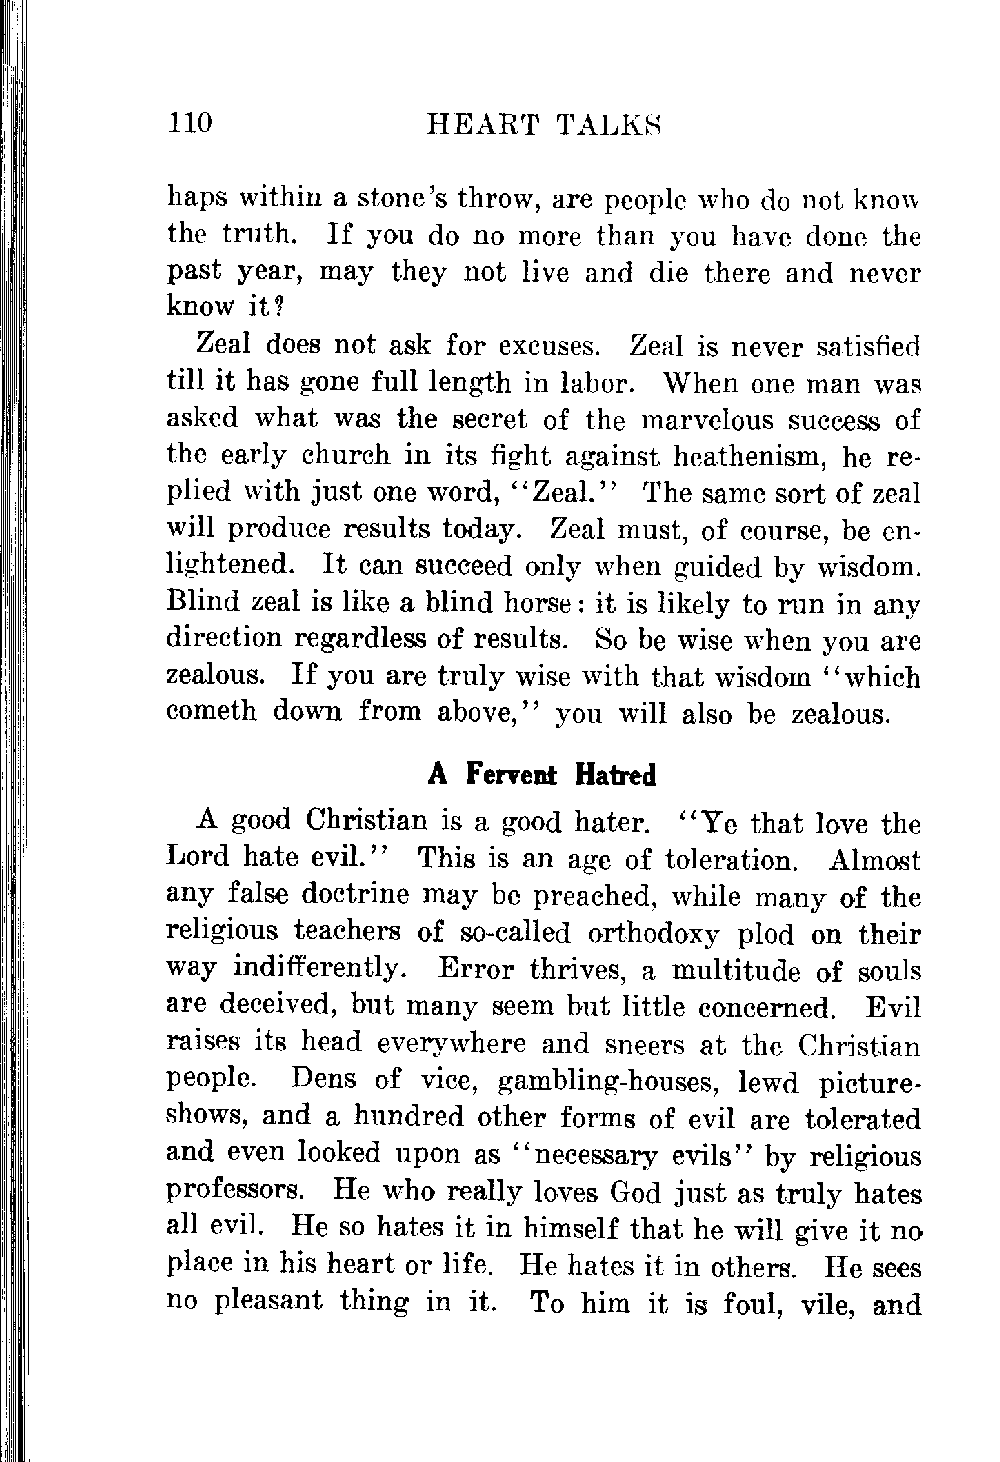 110 HEART TALKS
haps within a stone's throw, are people who do not know
the truth. If you do no more than you have done the
past year, may they not live and die there and never
know it?
Zeal does not ask for excuses. Zeal is never satisfied
till it has gone full length in labor. When one man was
asked what was the secret of the marvelous success of
the early church in its fight against heathenism, he re-
plied with just one word, "Zeal." The same sort of zeal
will produce results today. Zeal must, of course, be en-
lightened. It can succeed only when guided by wisdom.
Blind zeal is like a blind horse: it is likely to run in any
direction regardless of results. So be wise when you are
zealous. If you are truly wise with that wisdom "which
cometh down from above," you will also be zealous.
A Fervent Hatred
A good Christian is a good hater. "Ye that love the
Lord hate evil." This is an age of toleration. Almost
any false doctrine may be preached, while many of the
religious teachers of so-called orthodoxy plod on their
way indifferently. Error thrives, a multitude of souls
are deceived, but many seem but little concerned. Evil
raises its head everywhere and sneers at the Christian
people. Dens of vice, gambling-houses, lewd picture-
shows, and a hundred other forms of evil are tolerated
and even looked upon as "necessary evils" by religious
professors. He who really loves God just as truly hates
all evil. He so hates it in himself that he will give it no
place in his heart or life. He hates it in others. He sees
no pleasant thing in it. To him it is foul, vile, and